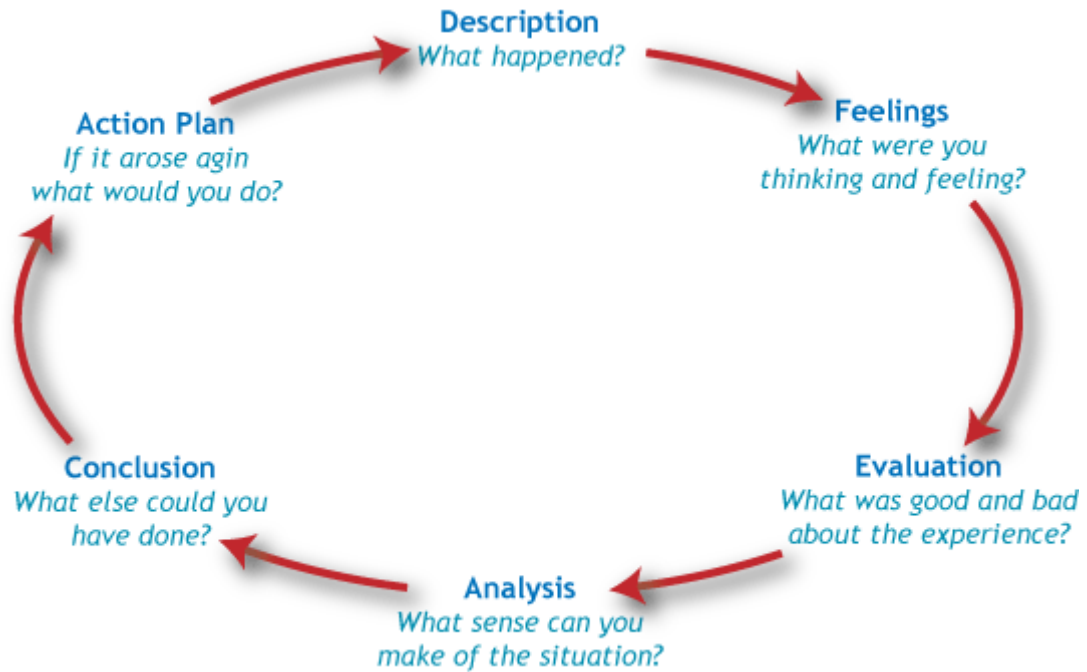 Description
What happened?
Feelings
What were you
thinking and feeling?
Evaluation
What was good and bad
about the experience?
Analysis
What sense can you
make of the situation?
Conclusion
What else could you
have done?
Action Plan
If it arose agin
what would you do?